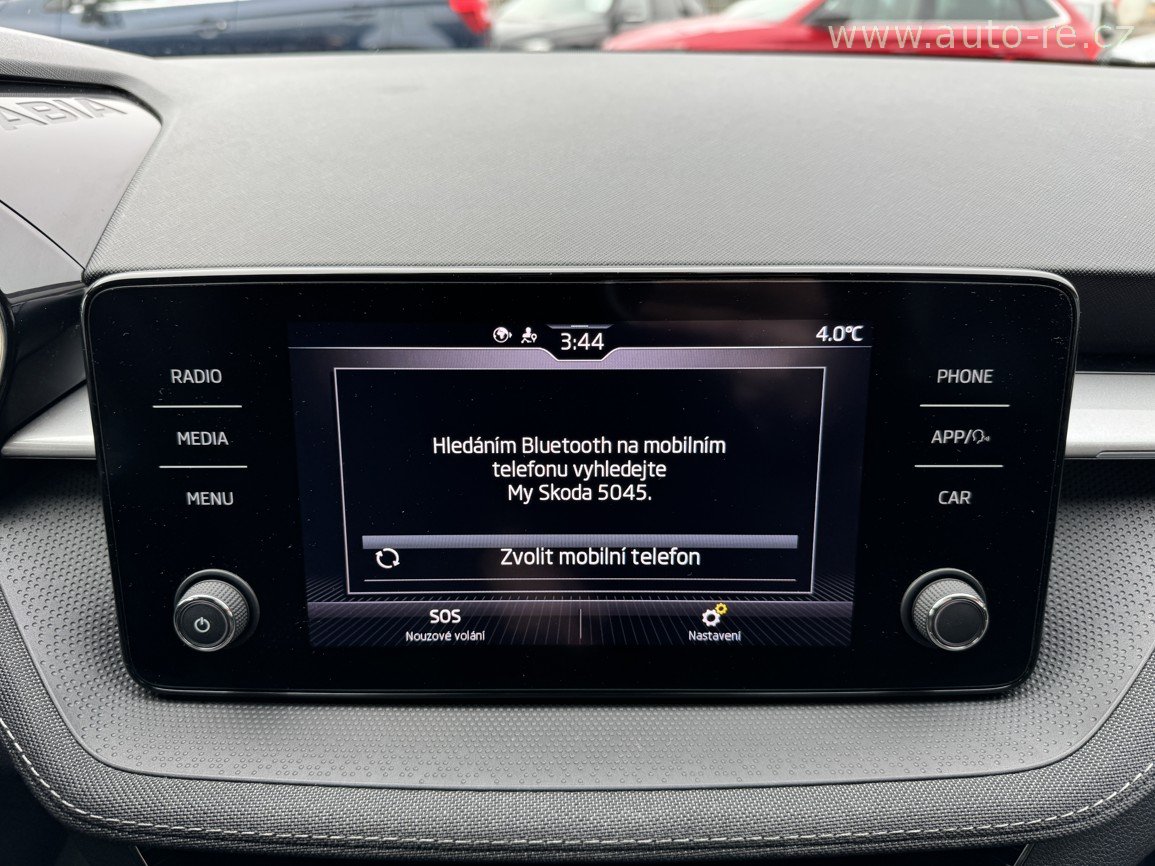 www.auto-re.cz
ABIA
3:44
4.0°C
RADIO
MEDIA
MENU
PHONE
APP/
CAR
Hledáním Bluetooth na mobilním
telefonu vyhledejte
My Skoda 5045.
Zvolit mobilní telefon
SOS
Nouzové volání
Nastavení